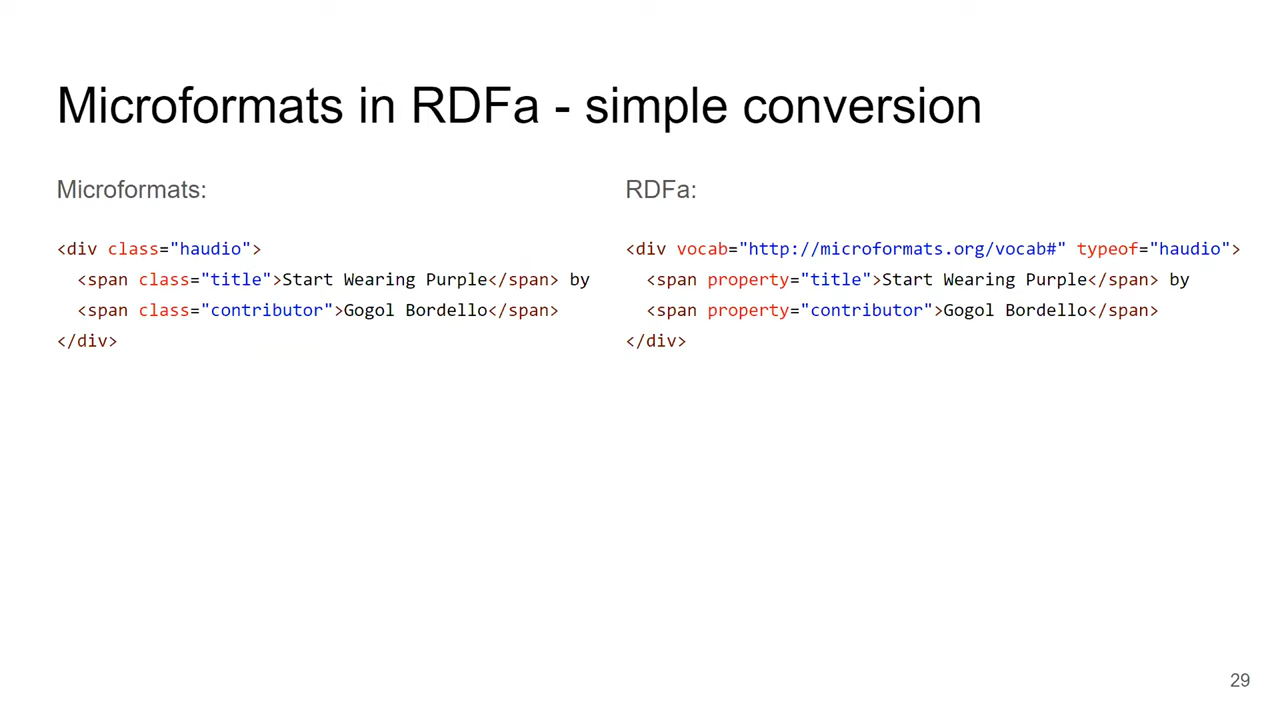 Microformats in RDFa - simple conversion
Microformats:
<div class="haudio">
  <span class="title">Start Wearing Purple</span> by
  <span class="contributor">Gogol Bordello</span>
</div>
RDFa:
<div vocab="http://microformats.org/vocab#" typeof="haudio">
  <span property="title">Start Wearing Purple</span> by
  <span property="contributor">Gogol Bordello</span>
</div>
29